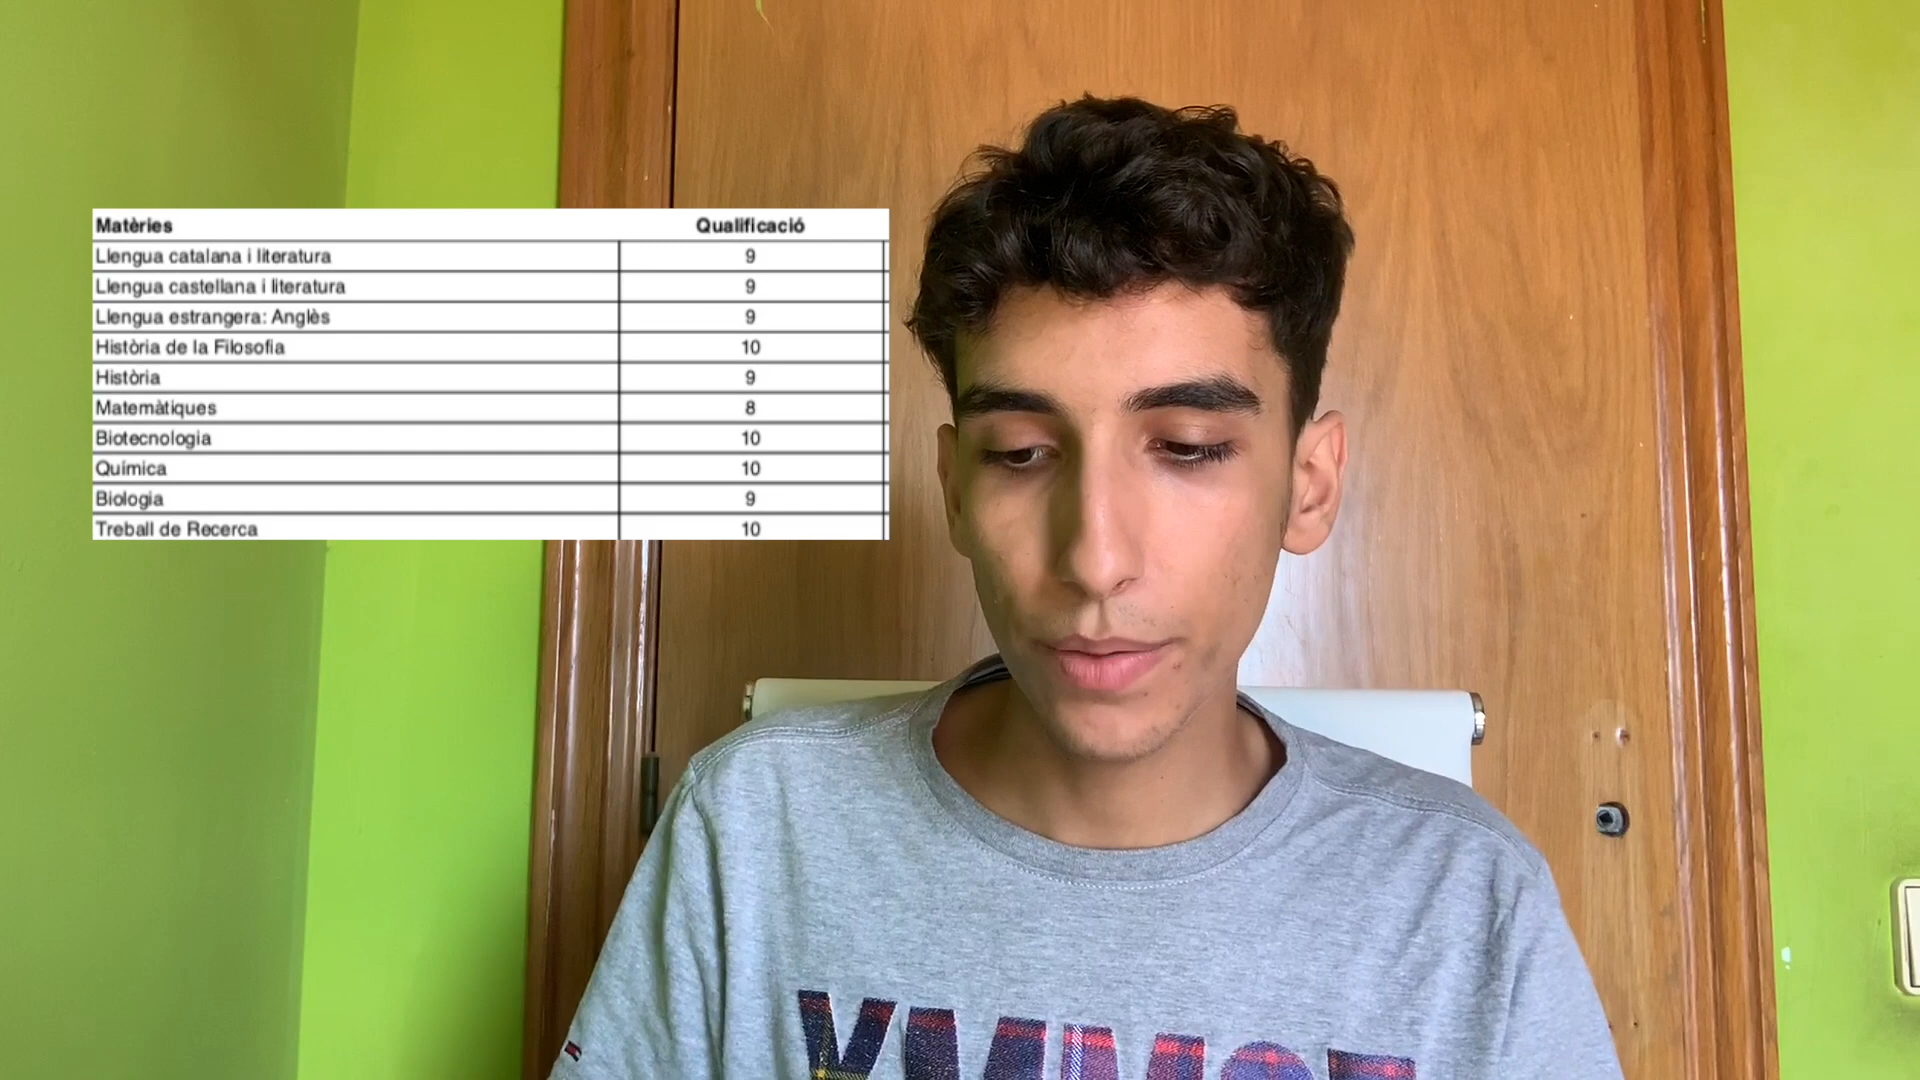 Matèries Qualificació
Llengua catalana i literatura 9
Llengua castellana i literatura 9
Llengua estrangera: Anglès 9
Història de la Filosofia 10
Història 9
Matemàtiques 8
Biotecnologia 10
Química 10
Biologia 9
Treball de Recerca 10